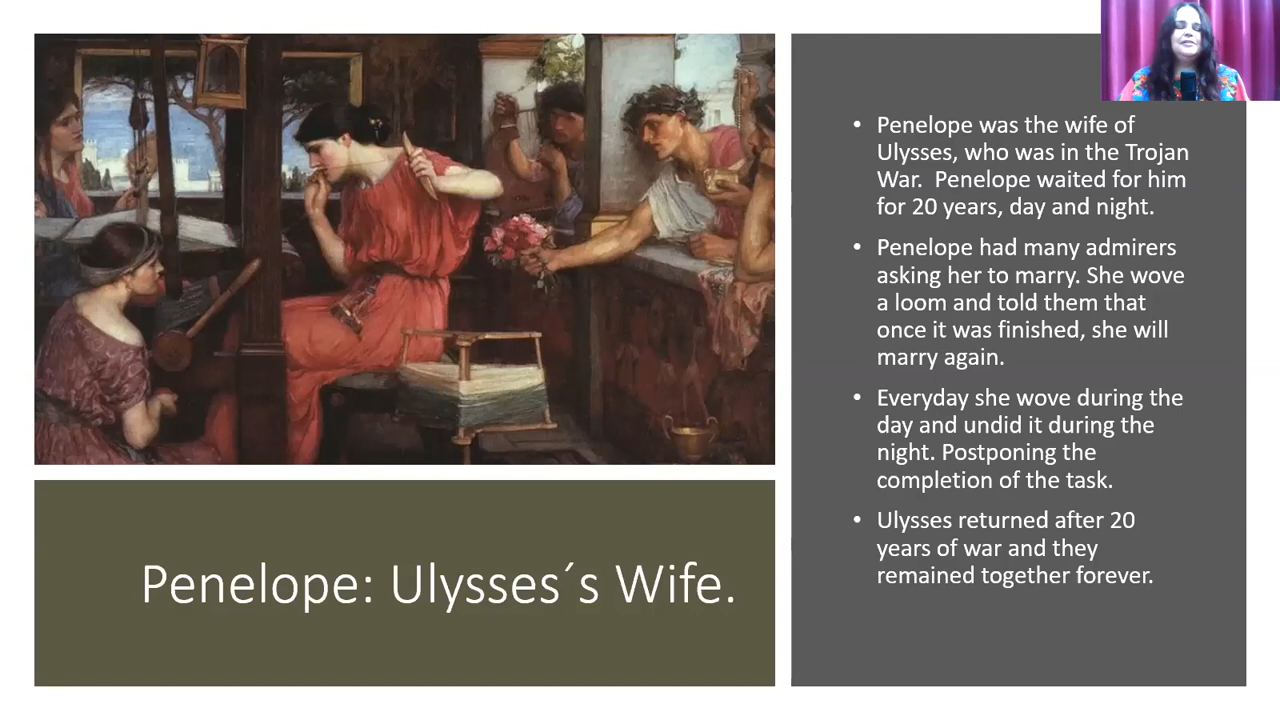 Penelope: Ulysses´s Wife.
• Penelope was the wife of
Ulysses, who was in the Trojan
War.  Penelope waited for him
for 20 years, day and night.
• Penelope had many admirers
asking her to marry. She wove
a loom and told them that
once it was finished, she will
marry again.
• Everyday she wove during the
day and undid it during the
night. Postponing the
completion of the task.
• Ulysses returned after 20
years of war and they
remained together forever.